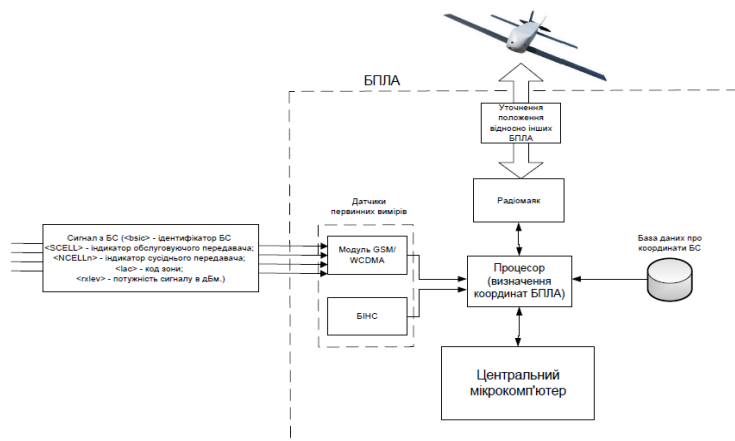 БПЛА
Уточнення
положення
відносно інших
БПЛА
Датчики
первинних вимірів
Радіомаяк
Сигнал з БС (<bsic> - ідентифікатор БС
<SCELL> - індикатор обслуговуючого передавача;
<NCELLn> - індикатор сусіднього передавача;
<lac> - код зони;
<rxlev> - потужність сигналу в дБм.)
Модуль GSM/
WCDMA
База даних про
координати БС
Процесор
(визначення
координат БПЛА)
БІНС
Центральний
мікрокомп'ютер